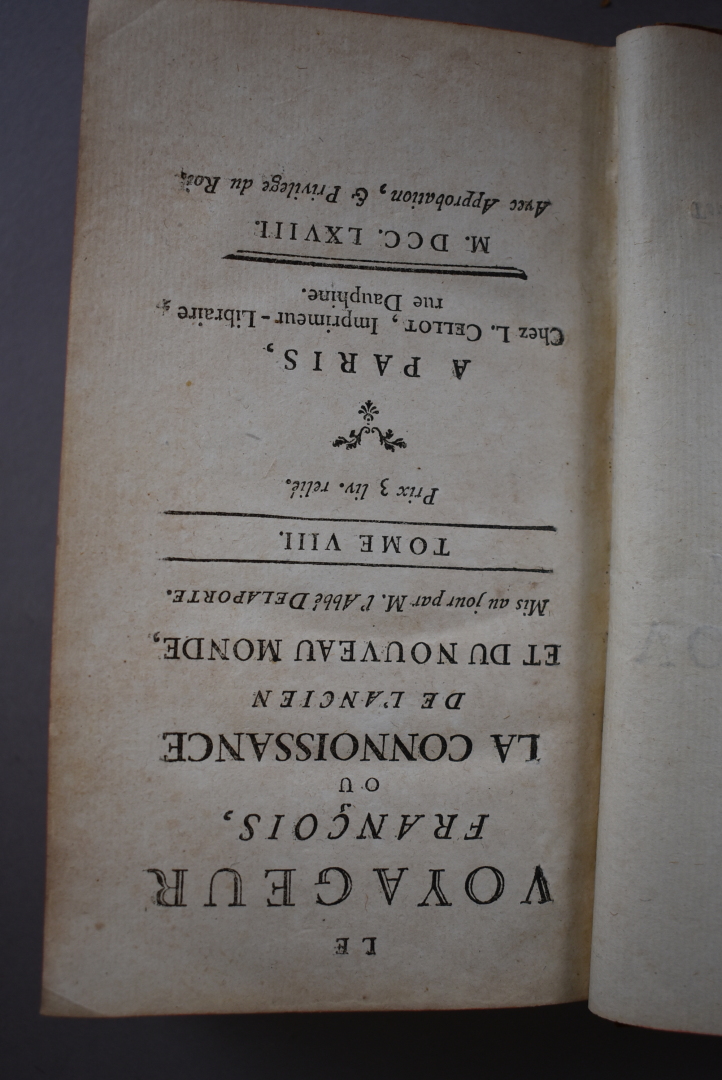 LE
VOYAGEUR
FRANÇOIS,
OU
LA CONNOISSANCE
DE L'ANCIEN
ET DU NOUVEAU MONDE,
Mis au jour par M. l'Abbé DELAPORTE.
TOME VIII.
Prix 3 liv. relié.
A PARIS,
Chez L. CELLOT, Imprimeur-Libraire,
rue Dauphine.
M. DCC. LXVIII.
Avec Approbation, & Privilege du Roi.